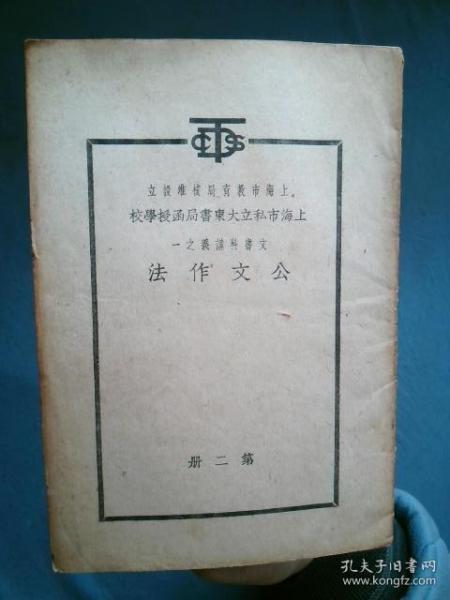 上海市教育局核准設立
上海市私立大東書局函授學校
文書科講義之一
公文作法
第二册
孔夫子旧书网
www.kongfz.com